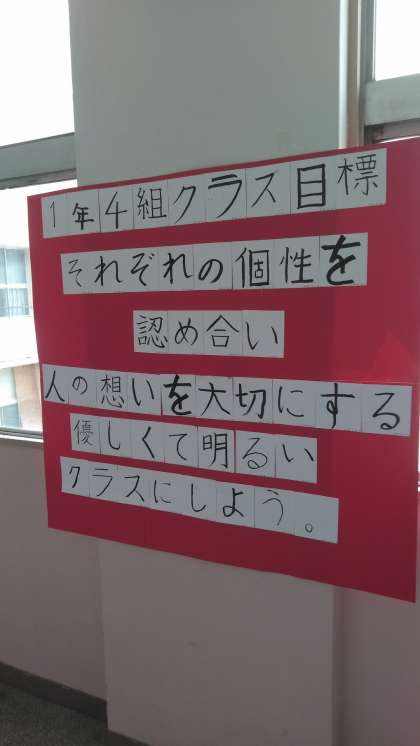 1年4組クラス目標
それぞれの個性を
認め合い
人の想いを大切にする
優しくて明るい
クラスにしよう。